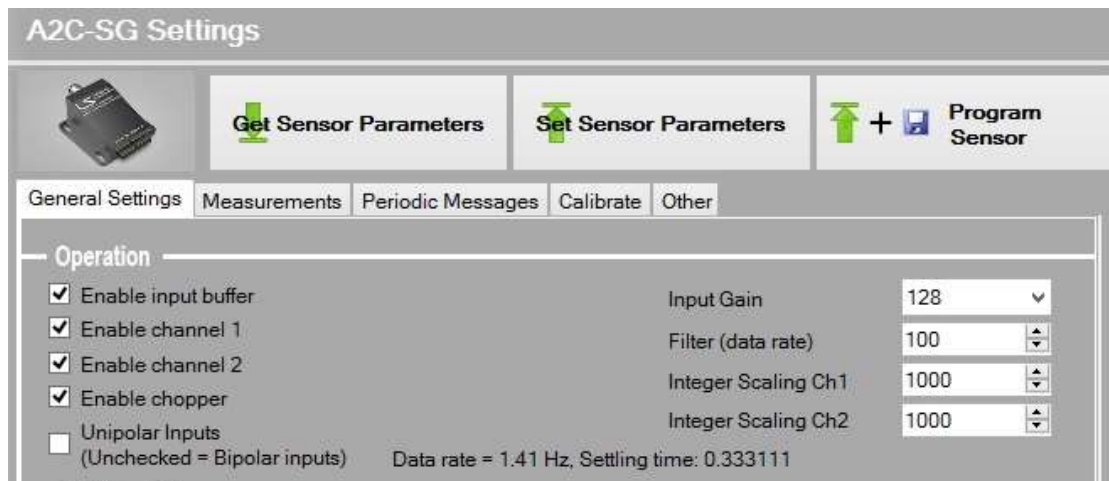 A2C-SG Settings
Get Sensor Parameters
Set Sensor Parameters
+ Program
Sensor
General Settings Measurements Periodic Messages Calibrate Other
Operation
Enable input buffer
Input Gain 128
Enable channel 1
Filter (data rate) 100
Enable channel 2
Integer Scaling Ch1 1000
Enable chopper
Integer Scaling Ch2 1000
Unipolar Inputs
(Unchecked = Bipolar inputs) Data rate = 1.41 Hz, Settling time: 0.333111